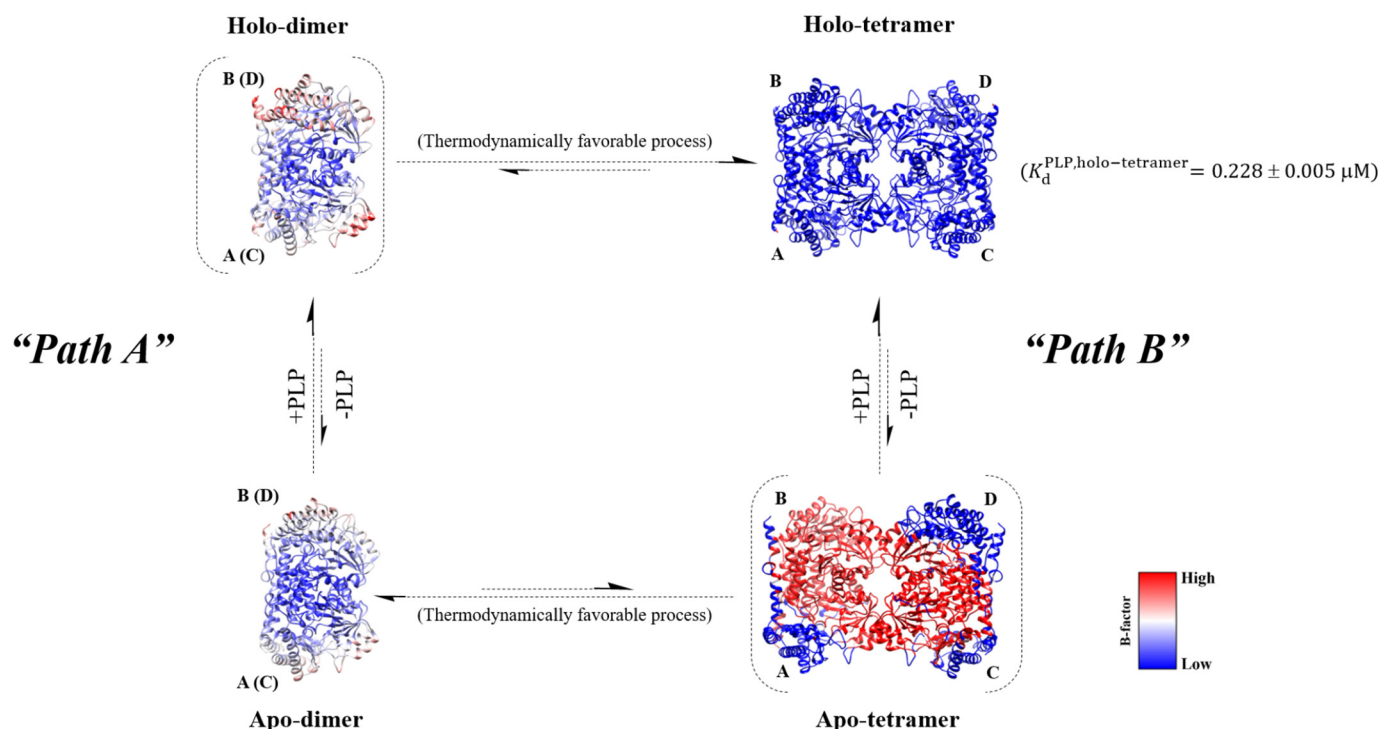 Holo-dimer
Holo-tetramer
B (D)
A (C)
(Thermodynamically favorable process)
B
D
A
C
(K_d^{PLP,holo−tetramer} = 0.228 ± 0.005 μM)
“Path A”
“Path B”
+PLP
-PLP
+PLP
-PLP
B (D)
A (C)
(Thermodynamically favorable process)
B
D
A
C
B-factor
High
Low
Apo-dimer
Apo-tetramer